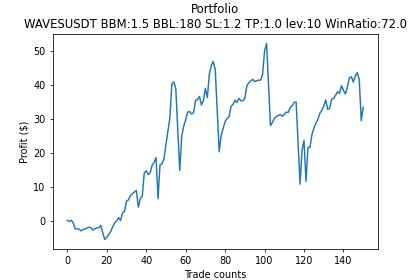 Portfolio
WAVESUSDT BBM:1.5 BBL:180 SL:1.2 TP:1.0 lev:10 WinRatio:72.0
50
40
30
20
10
0
Profit ($)
0 20 40 60 80 100 120 140
Trade counts